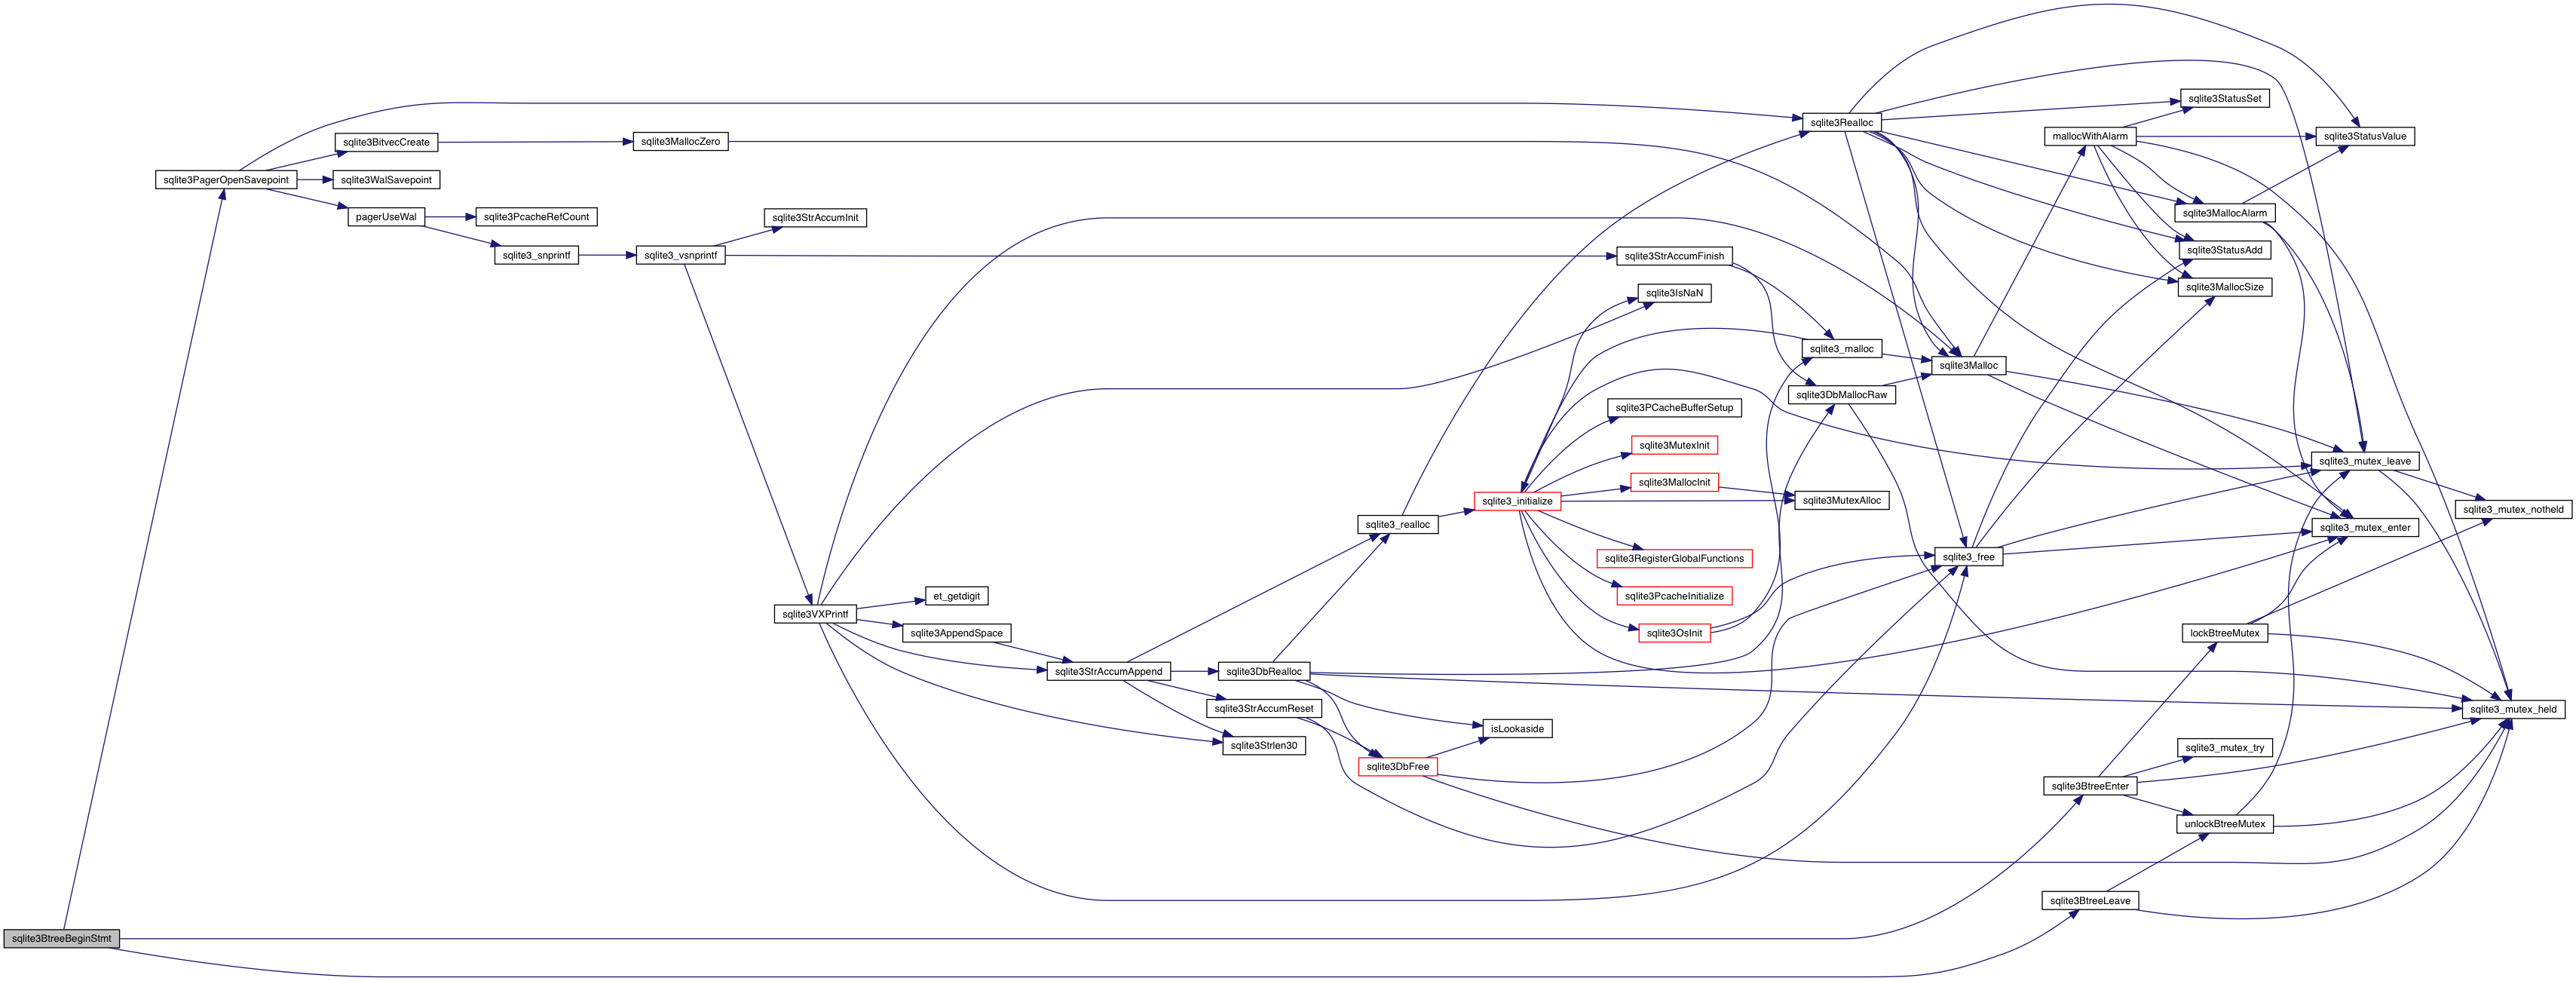 sqlite3BtreeBeginStmt
sqlite3PagerOpenSavepoint
sqlite3BitvecCreate
sqlite3WalSavepoint
pagerUseWal
sqlite3PcacheRefCount
sqlite3_snprintf
sqlite3MallocZero
sqlite3_vsnprintf
sqlite3StrAccumInit
sqlite3VXPrintf
et_getdigit
sqlite3AppendSpace
sqlite3StrAccumAppend
sqlite3DbRealloc
sqlite3StrAccumReset
sqlite3Strlen30
sqlite3_realloc
sqlite3DbFree
isLookaside
sqlite3_initialize
sqlite3StrAccumFinish
sqlite3IsNaN
sqlite3PCacheBufferSetup
sqlite3MutexInit
sqlite3MallocInit
sqlite3RegisterGlobalFunctions
sqlite3PcacheInitialize
sqlite3OsInit
sqlite3Realloc
sqlite3_malloc
sqlite3DbMallocRaw
sqlite3MutexAlloc
sqlite3Malloc
sqlite3_free
mallocWithAlarm
sqlite3BtreeEnter
sqlite3BtreeLeave
sqlite3StatusSet
sqlite3MallocAlarm
sqlite3StatusAdd
sqlite3MallocSize
lockBtreeMutex
sqlite3_mutex_try
unlockBtreeMutex
sqlite3StatusValue
sqlite3_mutex_leave
sqlite3_mutex_enter
sqlite3_mutex_notheld
sqlite3_mutex_held